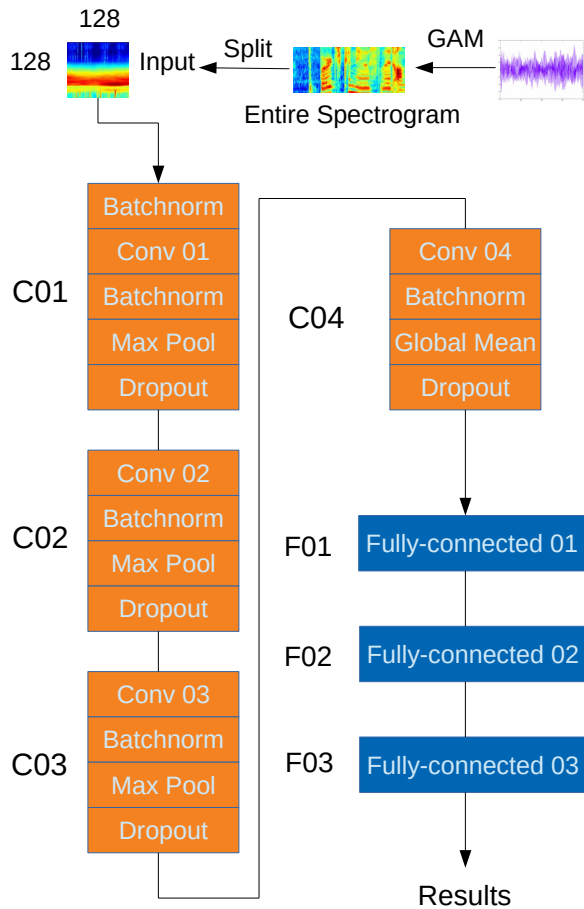 128
128
Input
Split
GAM
Entire Spectrogram
C01
Batchnorm
Conv 01
Batchnorm
Max Pool
Dropout
C02
Conv 02
Batchnorm
Max Pool
Dropout
C03
Conv 03
Batchnorm
Max Pool
Dropout
C04
Conv 04
Batchnorm
Global Mean
Dropout
F01
Fully-connected 01
F02
Fully-connected 02
F03
Fully-connected 03
Results